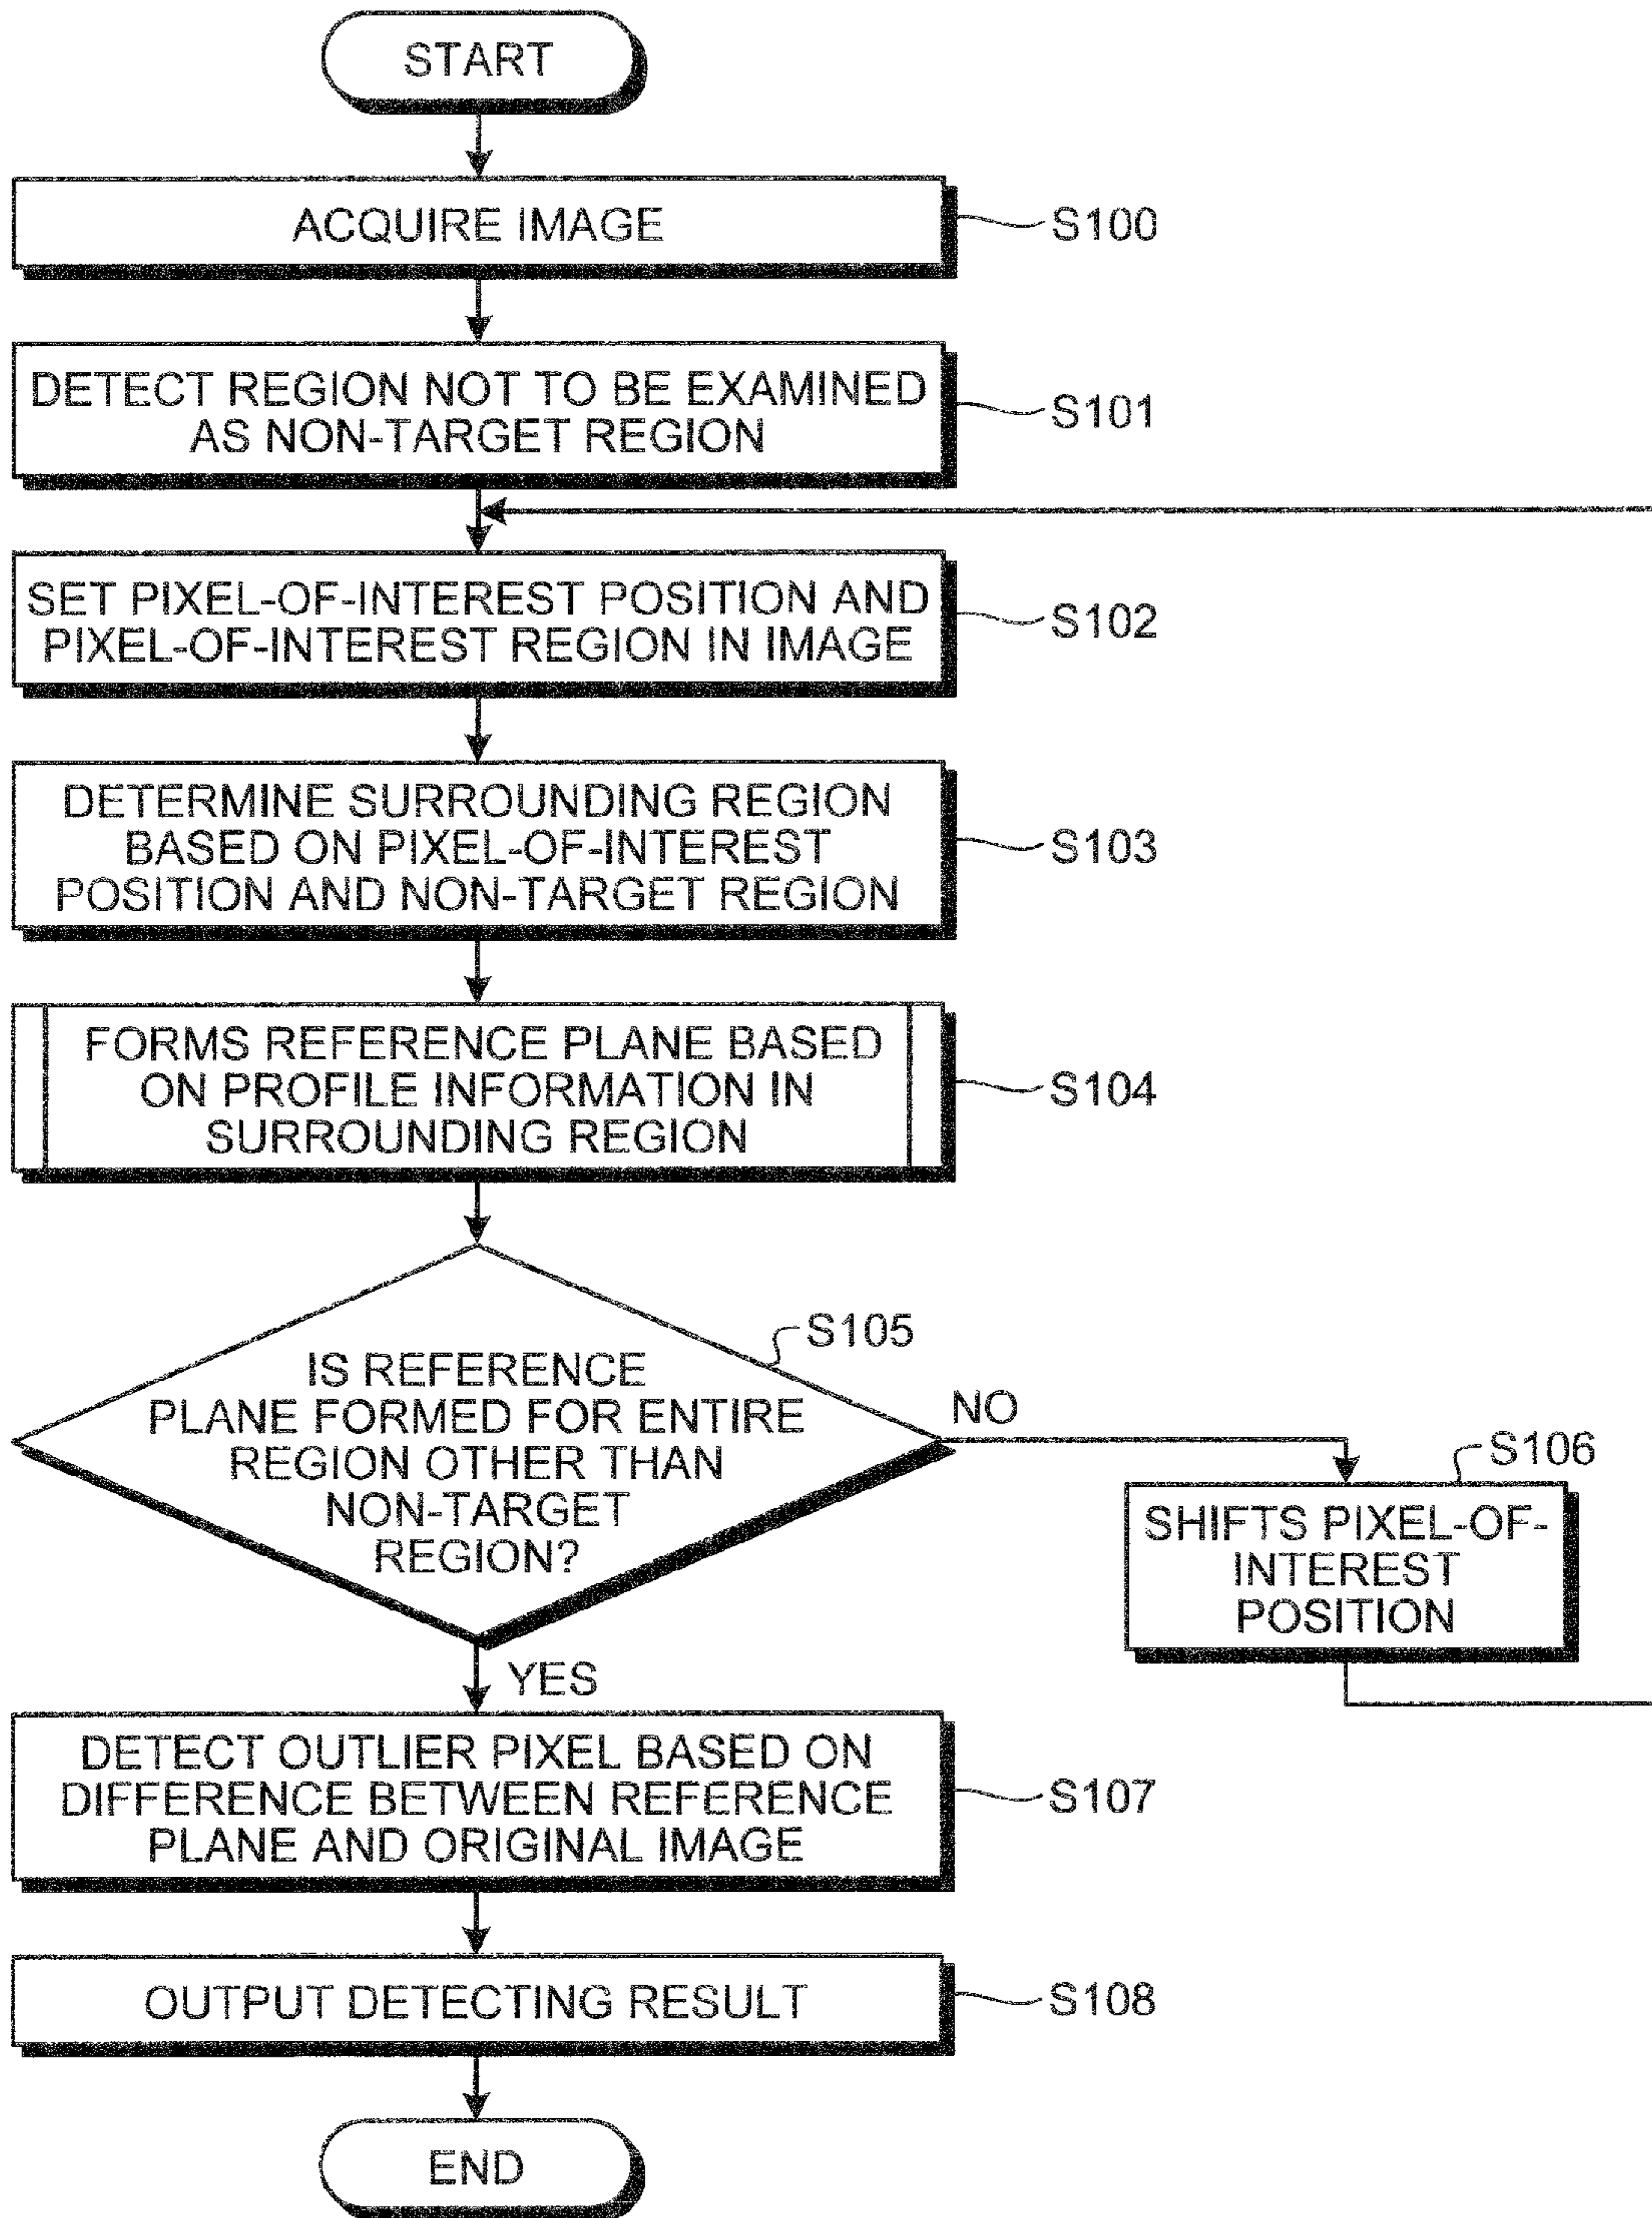 START
ACQUIRE IMAGE
S100
DETECT REGION NOT TO BE EXAMINED
AS NON-TARGET REGION
S101
SET PIXEL-OF-INTEREST POSITION AND
PIXEL-OF-INTEREST REGION IN IMAGE
S102
DETERMINE SURROUNDING REGION
BASED ON PIXEL-OF-INTEREST
POSITION AND NON-TARGET REGION
S103
FORMS REFERENCE PLANE BASED
ON PROFILE INFORMATION IN
SURROUNDING REGION
S104
S105
IS REFERENCE
PLANE FORMED FOR ENTIRE
REGION OTHER THAN
NON-TARGET
REGION?
NO
S106
SHIFTS PIXEL-OF-
INTEREST
POSITION
YES
DETECT OUTLIER PIXEL BASED ON
DIFFERENCE BETWEEN REFERENCE
PLANE AND ORIGINAL IMAGE
S107
OUTPUT DETECTING RESULT
S108
END